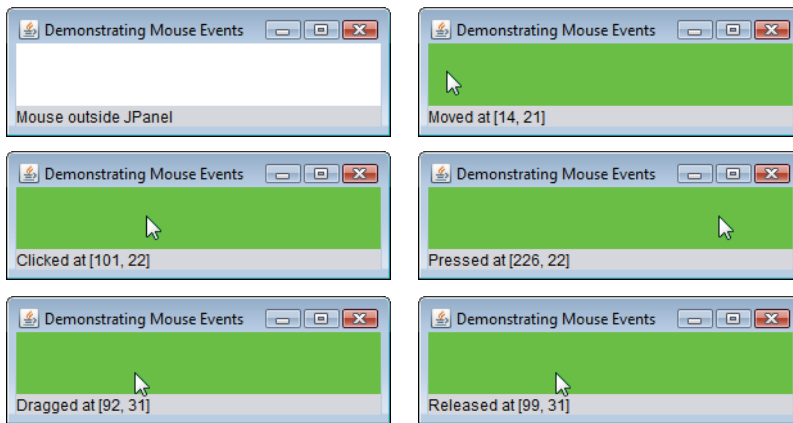 Demonstrating Mouse Events
Mouse outside JPanel
Demonstrating Mouse Events
Moved at [14, 21]
Demonstrating Mouse Events
Clicked at [101, 22]
Demonstrating Mouse Events
Pressed at [226, 22]
Demonstrating Mouse Events
Dragged at [92, 31]
Demonstrating Mouse Events
Released at [99, 31]